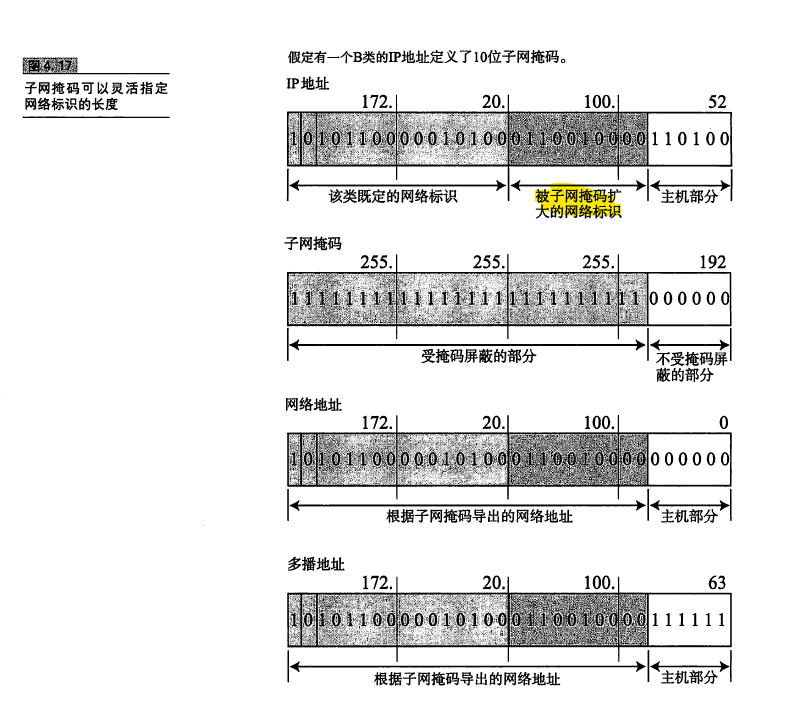 图4.17
子网掩码可以灵活指定
网络标识的长度
假定有一个B类的IP地址定义了10位子网掩码。
IP地址
172. 20. 100. 52
10101100000101000110010000110100
该类既定的网络标识
被子网掩码扩
大的网络标识
主机部分
子网掩码
255. 255. 255. 192
11111111111111111111111111000000
受掩码屏蔽的部分
不受掩码屏
蔽的部分
网络地址
172. 20. 100. 0
10101100000101000110010000000000
根据子网掩码导出的网络地址
主机部分
多播地址
172. 20. 100. 63
10101100000101000110010000111111
根据子网掩码导出的网络地址
主机部分